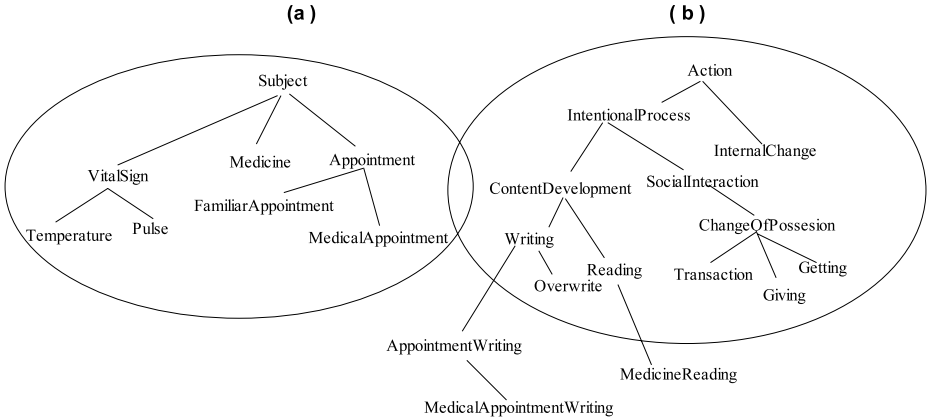 (a )
( b )
Subject
Action
IntentionalProcess
InternalChange
VitalSign
Medicine
Appointment
ContentDevelopment
SocialInteraction
FamiliarAppointment
Temperature
Pulse
MedicalAppointment
Writing
ChangeOfPossesion
Overwrite
Reading
Transaction
Getting
Giving
AppointmentWriting
MedicineReading
MedicalAppointmentWriting